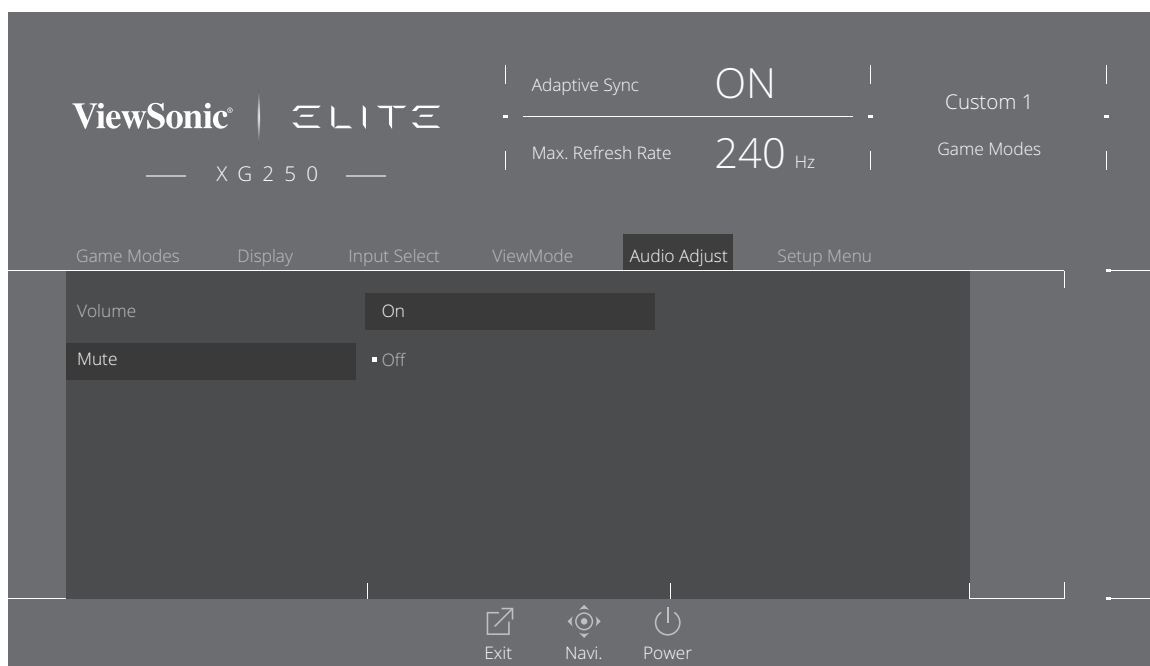 ViewSonic® ELITE
XG250
Adaptive Sync ON
Max. Refresh Rate 240 Hz
Custom 1
Game Modes
Game Modes Display Input Select ViewMode Audio Adjust Setup Menu
Volume On
Mute Off
Exit Navi. Power